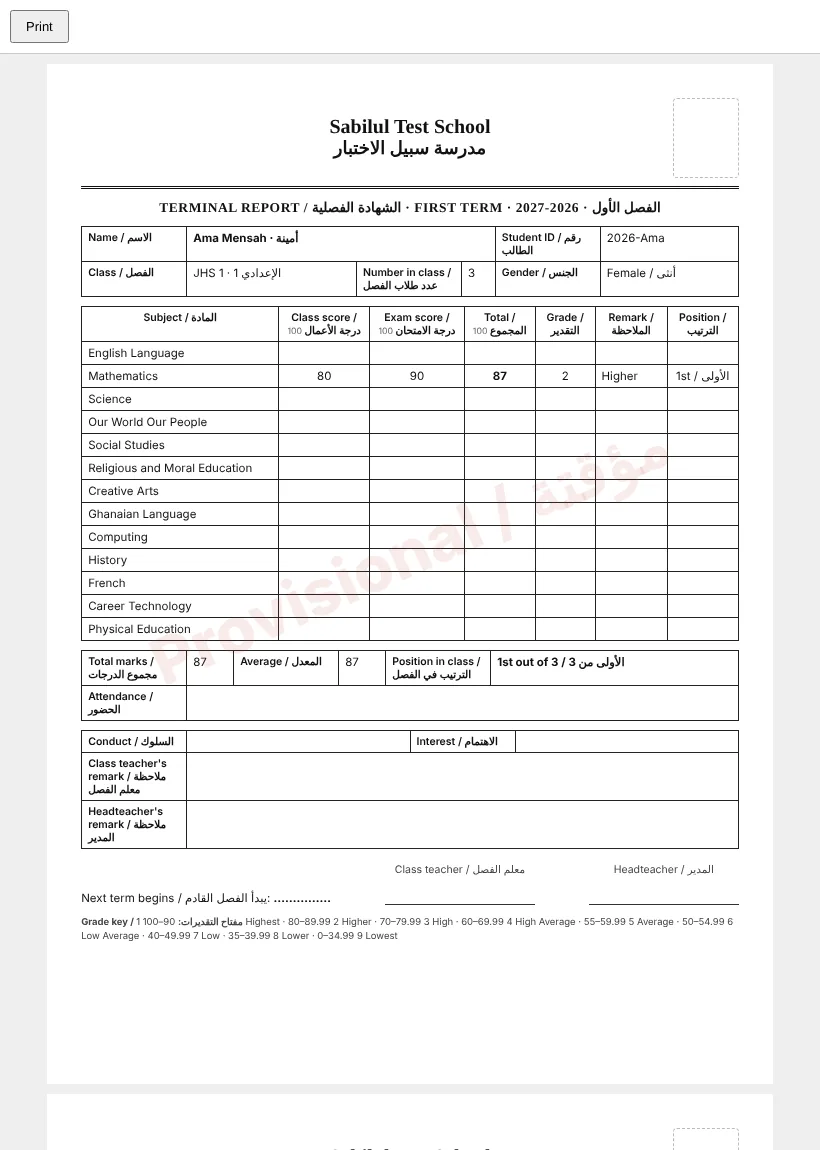 Print
Sabilul Test School
مدرسة سبيل الاختبار
TERMINAL REPORT / الشهادة الفصلية · FIRST TERM · 2027-2026 · الفصل الأول
Name / الاسم Ama Mensah · أمينة Student ID / رقم الطالب 2026-Ama
Class / الفصل JHS 1 · 1 الإعدادي Number in class / عدد طلاب الفصل 3 Gender / الجنس Female / أنثى
Subject / المادة Class score / درجة الأعمال 100 Exam score / درجة الامتحان 100 Total / المجموع 100 Grade / التقدير Remark / الملاحظة Position / الترتيب
English Language
Mathematics 80 90 87 2 Higher 1st / الأولى
Science
Our World Our People
Social Studies
Religious and Moral Education
Creative Arts
Ghanaian Language
Computing
History
French
Career Technology
Physical Education
Provisional / مؤقتة
Total marks / مجموع الدرجات 87 Average / المعدل 87 Position in class / الترتيب في الفصل 1st out of 3 / الأولى من 3
Attendance / الحضور
Conduct / السلوك Interest / الاهتمام
Class teacher's remark / ملاحظة معلم الفصل
Headteacher's remark / ملاحظة المدير
Class teacher / معلم الفصل Headteacher / المدير
Next term begins / يبدأ الفصل القادم: ...............
Grade key / مفتاح التقديرات: 90–100 1 Highest · 80–89.99 2 Higher · 70–79.99 3 High · 60–69.99 4 High Average · 55–59.99 5 Average · 50–54.99 6
Low Average · 40–49.99 7 Low · 35–39.99 8 Lower · 0–34.99 9 Lowest